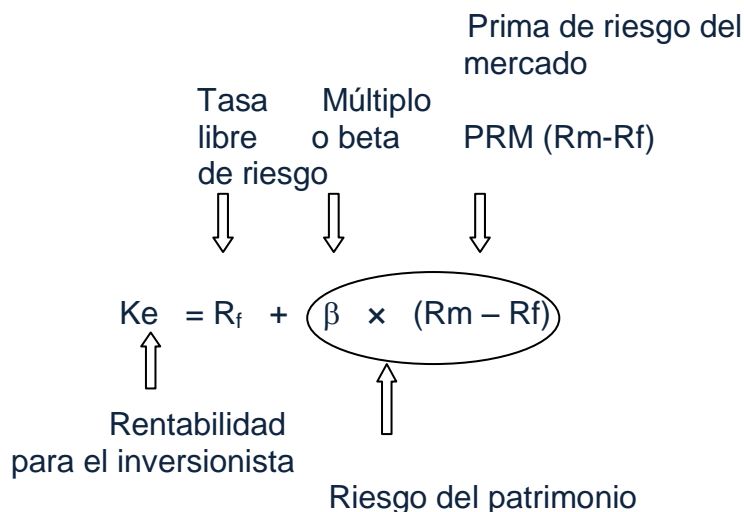 Prima de riesgo del
mercado
Tasa Múltiplo
libre o beta PRM (Rm-Rf)
de riesgo
Ke = Rf + β × (Rm – Rf)
Rentabilidad
para el inversionista
Riesgo del patrimonio